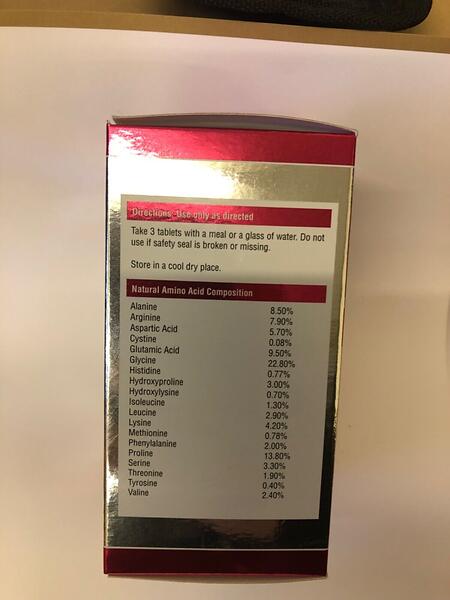 Directions: Use only as directed
Take 3 tablets with a meal or a glass of water. Do not
use if safety seal is broken or missing.
Store in a cool dry place.
Natural Amino Acid Composition
Alanine 8.50%
Arginine 7.90%
Aspartic Acid 5.70%
Cystine 0.08%
Glutamic Acid 9.50%
Glycine 22.80%
Histidine 0.77%
Hydroxyproline 3.00%
Hydroxylysine 0.70%
Isoleucine 1.30%
Leucine 2.90%
Lysine 4.20%
Methionine 0.78%
Phenylalanine 2.00%
Proline 13.80%
Serine 3.30%
Threonine 1.90%
Tyrosine 0.40%
Valine 2.40%